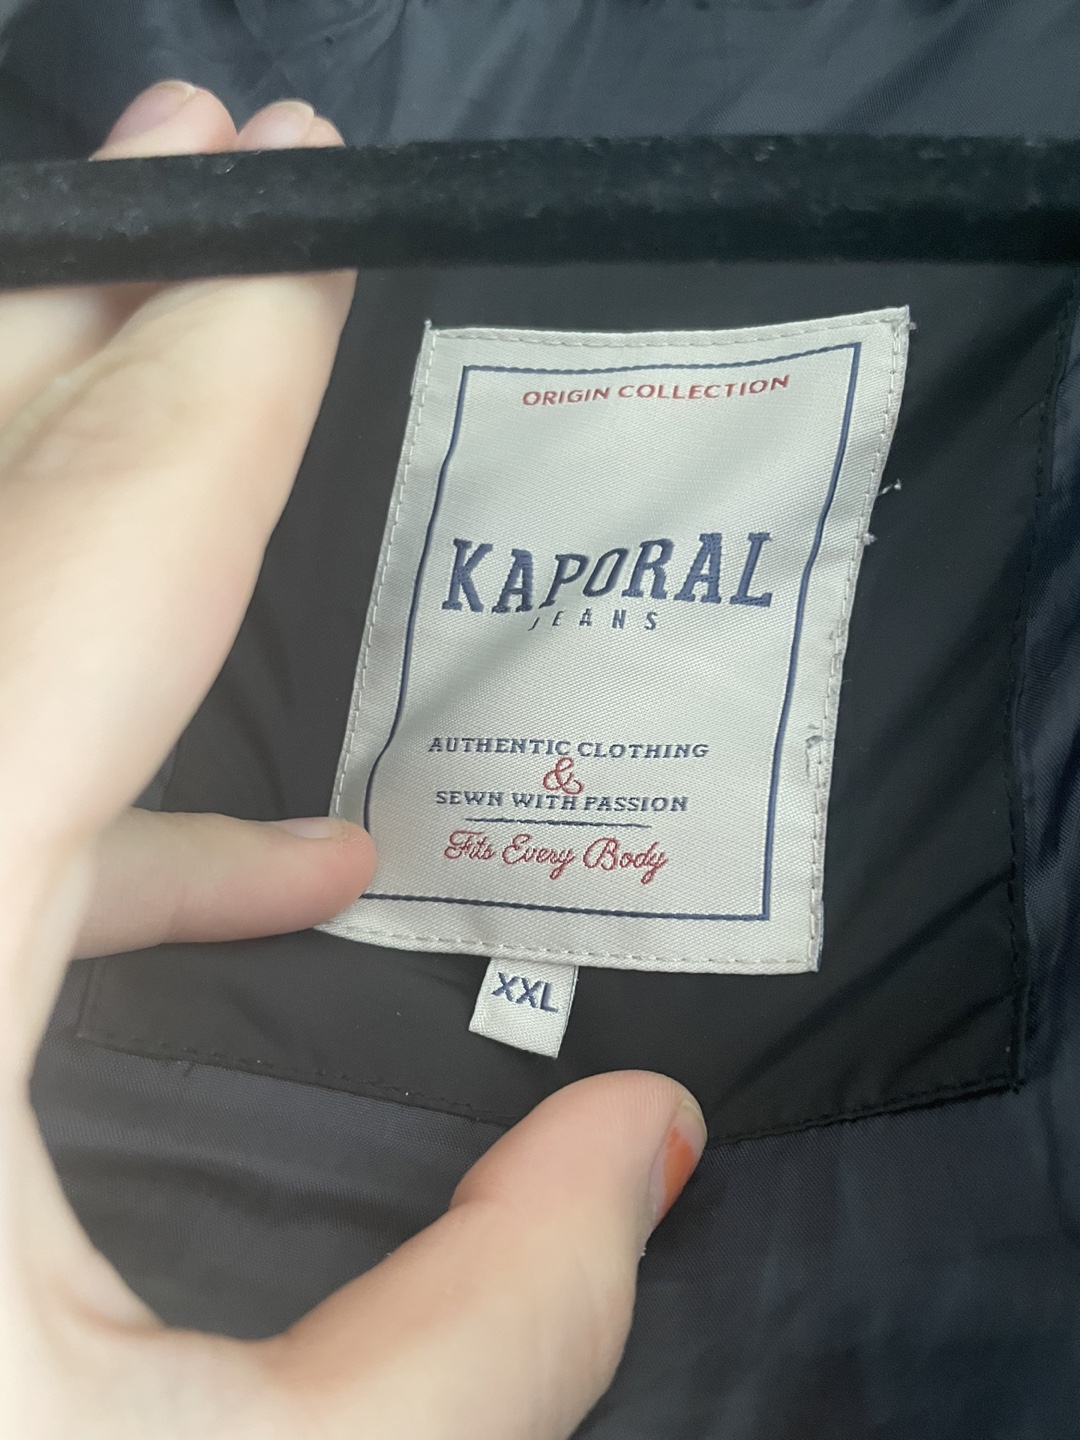 ORIGIN COLLECTION
KAPORAL
JEANS
AUTHENTIC CLOTHING
&
SEWN WITH PASSION
Fits Every Body
XXL